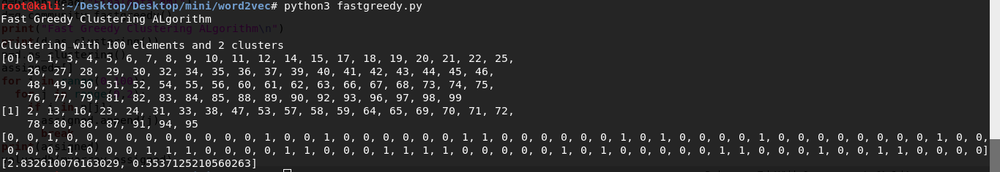 root@kali:~/Desktop/Desktop/mini/word2vec# python3 fastgreedy.py
Fast Greedy Clustering ALgorithm
print("Fast Greedy Clustering ALgorithm\n")
Clustering with 100 elements and 2 clusters
[0] 0, 1, 3, 4, 5, 6, 7, 8, 9, 10, 11, 12, 14, 15, 17, 18, 19, 20, 21, 22, 25,
26, 27, 28, 29, 30, 32, 34, 35, 36, 37, 39, 40, 41, 42, 43, 44, 45, 46,
48, 49, 50, 51, 52, 54, 55, 56, 60, 61, 62, 63, 66, 67, 68, 73, 74, 75,
76, 77, 79, 81, 82, 83, 84, 85, 88, 89, 90, 92, 93, 96, 97, 98, 99
[1] 2, 13, 16, 23, 24, 31, 33, 38, 47, 53, 57, 58, 59, 64, 65, 69, 70, 71, 72,
78, 80, 86, 87, 91, 94, 95
[0, 0, 1, 0, 0, 0, 0, 0, 0, 0, 0, 0, 0, 1, 0, 0, 1, 0, 0, 0, 0, 0, 0, 1, 1, 0, 0, 0, 0, 0, 0, 1, 0, 1, 0, 0, 0, 0, 1, 0, 0, 0, 0, 0, 0, 0, 0, 1, 0, 0,
0, 0, 0, 1, 0, 0, 0, 1, 1, 1, 0, 0, 0, 0, 1, 1, 0, 0, 0, 1, 1, 1, 1, 0, 0, 0, 0, 0, 1, 0, 1, 0, 0, 0, 0, 0, 1, 1, 0, 0, 0, 1, 0, 0, 1, 1, 0, 0, 0, 0]
[2.832610076163029, 0.5537125210560263]